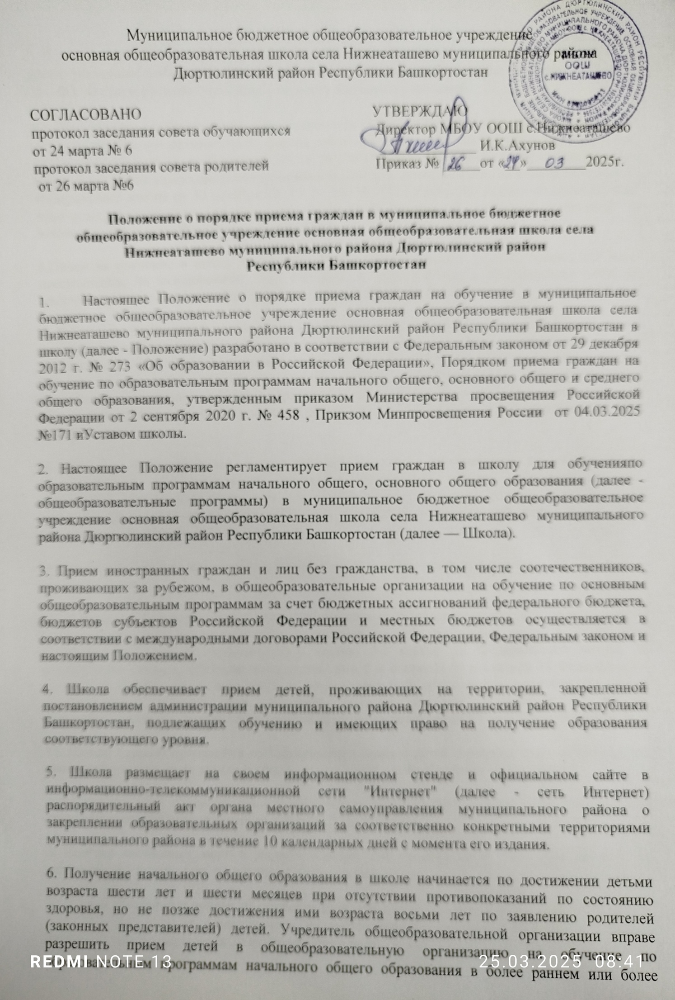 Муниципальное бюджетное общеобразовательное учреждение
основная общеобразовательная школа села Нижнеаташево муниципального района
Дюртюлинский район Республики Башкортостан
ООШ
с.НИЖНЕАТАШЕВО
СОГЛАСОВАНО
протокол заседания совета обучающихся
от 24 марта № 6
протокол заседания совета родителей
от 26 марта №6
УТВЕРЖДАЮ
Директор МБОУ ООШ с.Нижнеаташево
И.К.Ахунов
Приказ № 26 от «24» 03 2025г.
Положение о порядке приема граждан в муниципальное бюджетное
общеобразовательное учреждение основная общеобразовательная школа села
Нижнеаташево муниципального района Дюртюлинский район
Республики Башкортостан
1. Настоящее Положение о порядке приема граждан на обучение в муниципальное
бюджетное общеобразовательное учреждение основная общеобразовательная школа села
Нижнеаташево муниципального района Дюртюлинский район Республики Башкортостан в
школу (далее - Положение) разработано в соответствии с Федеральным законом от 29 декабря
2012 г. № 273 «Об образовании в Российской Федерации», Порядком приема граждан на
обучение по образовательным программам начального общего, основного общего и среднего
общего образования, утвержденным приказом Министерства просвещения Российской
Федерации от 2 сентября 2020 г. № 458 , Прикзом Минпросвещения России от 04.03.2025
№171 иУставом школы.
2. Настоящее Положение регламентирует прием граждан в школу для обученияпо
образовательным программам начального общего, основного общего образования (далее -
общеобразователъные программы) в муниципальное бюджетное общеобразовательное
учреждение основная общеобразовательная школа села Нижнеаташево муниципального
района Дюргюлинский район Республики Башкортостан (далее — Школа).
3. Прием иностранных граждан и лиц без гражданства, в том числе соотечественников,
проживающих за рубежом, в общеобразовательные организации на обучение по основным
общеобразовательным программам за счет бюджетных ассигнований федерального бюджета,
бюджетов субъектов Российской Федерации и местных бюджетов осуществляется в
соответствии с международными договорами Российской Федерации, Федеральным законом и
настоящим Положением.
4. Школа обеспечивает прием детей, проживающих на территории, закрепленной
постановлением администрации муниципального района Дюртюлинский район Республики
Башкортостан, подлежащих обучению и имеющих право на получение образования
соответствующего уровня.
5. Школа размещает на своем информационном стенде и официальном сайте в
информационно-телекоммуникационной сети "Интернет" (далее - сеть Интернет)
распорядительный акт органа местного самоуправления муниципального района о
закреплении образовательных организаций за соответственно конкретными территориями
муниципального района в течение 10 календарных дней с момента его издания.
6. Получение начального общего образования в школе начинается по достижении детьми
возраста шести лет и шести месяцев при отсутствии противопоказаний по состоянию
здоровья, но не позже достижения ими возраста восьми лет по заявлению родителей
(законных представителей) детей. Учредитель общеобразовательной организации вправе
разрешить прием детей в общеобразовательную организацию на обучение по
образовательным программам начального общего образования в более раннем или более
REDMI NOTE 13
25.03.2025 08:41